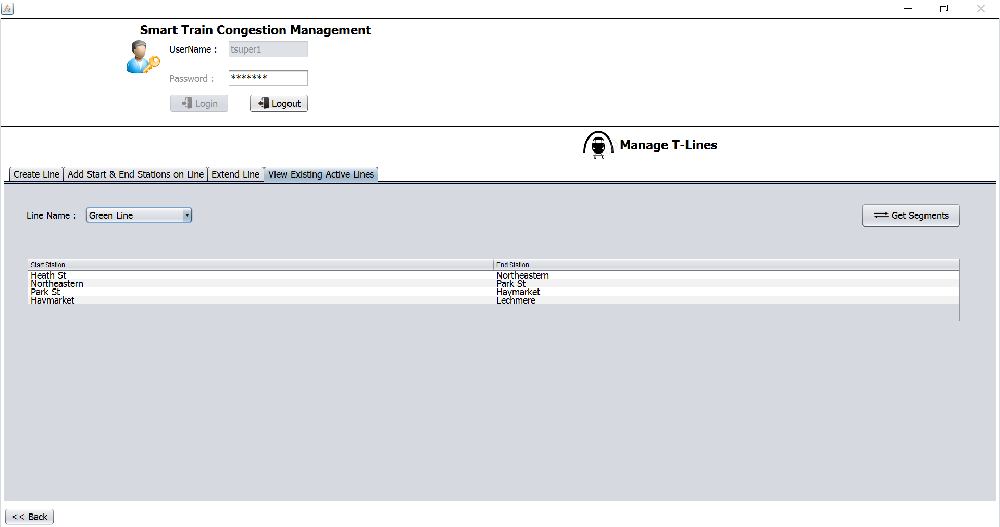 Smart Train Congestion Management
UserName : tsuper1
Password : *******
Login Logout
Manage T-Lines
Create Line Add Start & End Stations on Line Extend Line View Existing Active Lines
Line Name : Green Line Get Segments
Start Station End Station
Heath St Northeastern
Northeastern Park St
Park St Haymarket
Haymarket Lechmere
<< Back